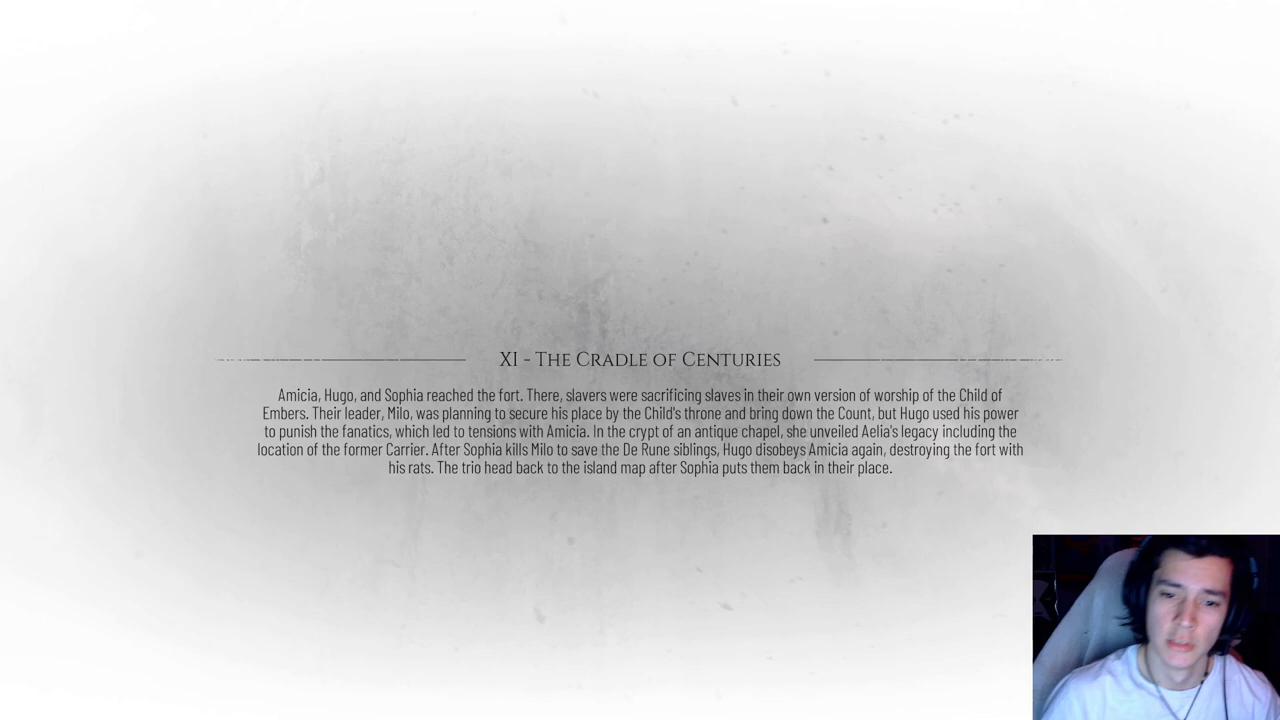 XI - The Cradle of Centuries
Amicia, Hugo, and Sophia reached the fort. There, slavers were sacrificing slaves in their own version of worship of the Child of
Embers. Their leader, Milo, was planning to secure his place by the Child's throne and bring down the Count, but Hugo used his power
to punish the fanatics, which led to tensions with Amicia. In the crypt of an antique chapel, she unveiled Aelia's legacy including the
location of the former Carrier. After Sophia kills Milo to save the De Rune siblings, Hugo disobeys Amicia again, destroying the fort with
his rats. The trio head back to the island map after Sophia puts them back in their place.